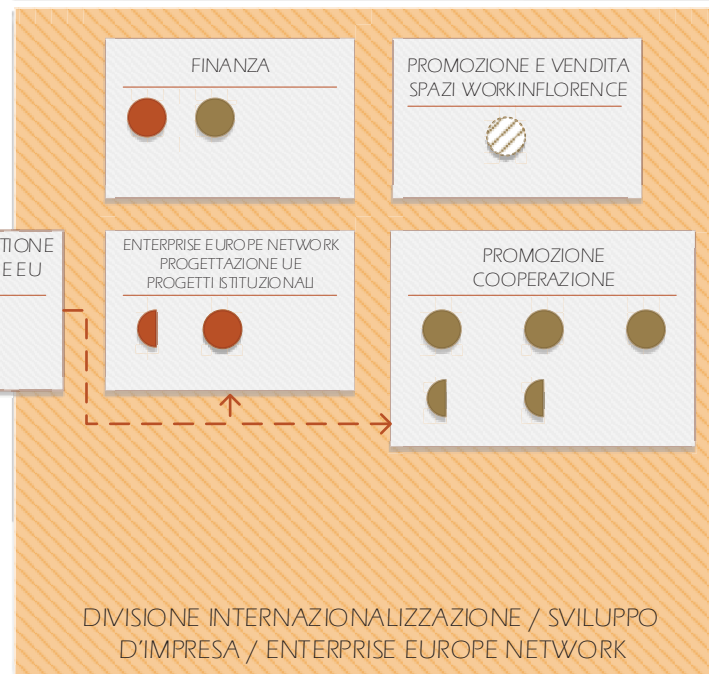 FINANZA
PROMOZIONE E VENDITA
SPAZI WORKINFLORENCE
TIONE
E EU
ENTERPRISE EUROPE NETWORK
PROGETTAZIONE UE
PROGETTI ISTITUZIONALI
PROMOZIONE
COOPERAZIONE
DIVISIONE INTERNAZIONALIZZAZIONE / SVILUPPO
D'IMPRESA / ENTERPRISE EUROPE NETWORK